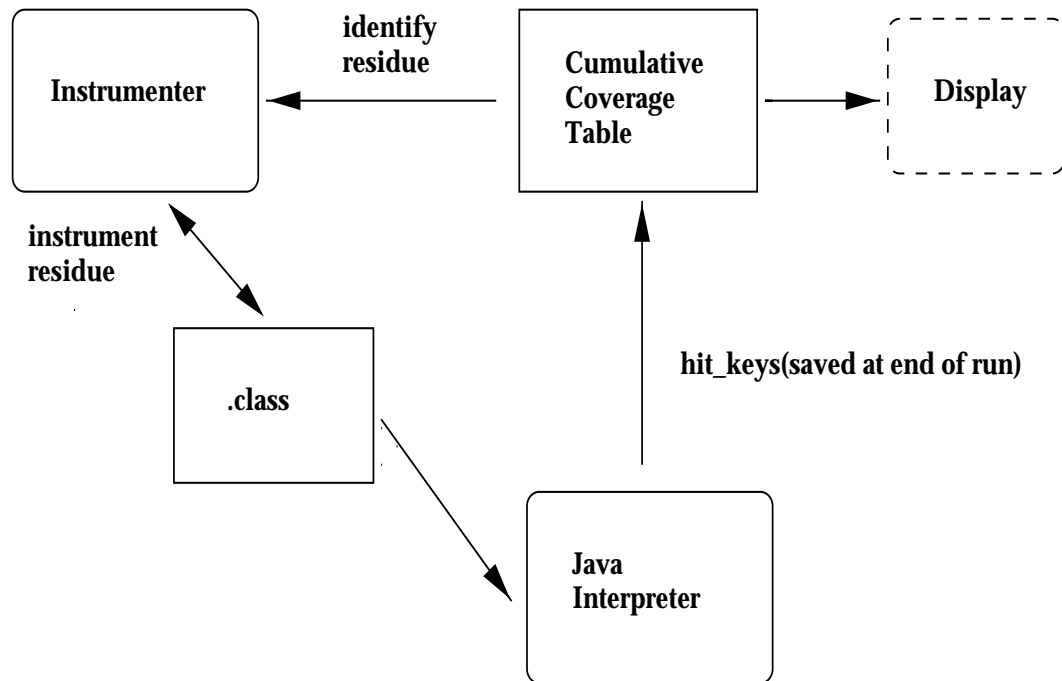 identify
residue
Instrumenter
Cumulative
Coverage
Table
Display
instrument
residue
.class
hit_keys(saved at end of run)
Java
Interpreter